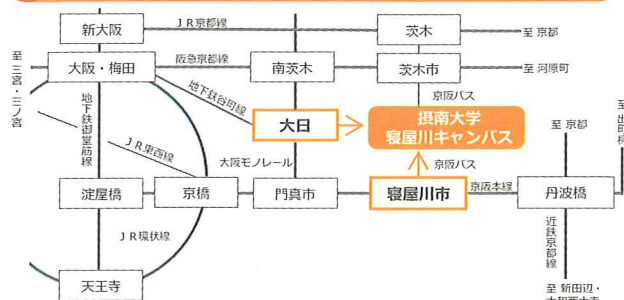 新大阪
JR京都線
茨木
至 京都
至 三宮・三ノ宮
大阪・梅田
阪急京都線
南茨木
茨木市
至 河原町
地下鉄谷町線
京阪バス
地下鉄御堂筋線
大日
摂南大学
寝屋川キャンパス
至 京都
JR東西線
大阪モノレール
京阪バス
淀屋橋
京橋
門真市
寝屋川市
京阪本線
丹波橋
JR環状線
近鉄京都線
天王寺
至 新田辺・